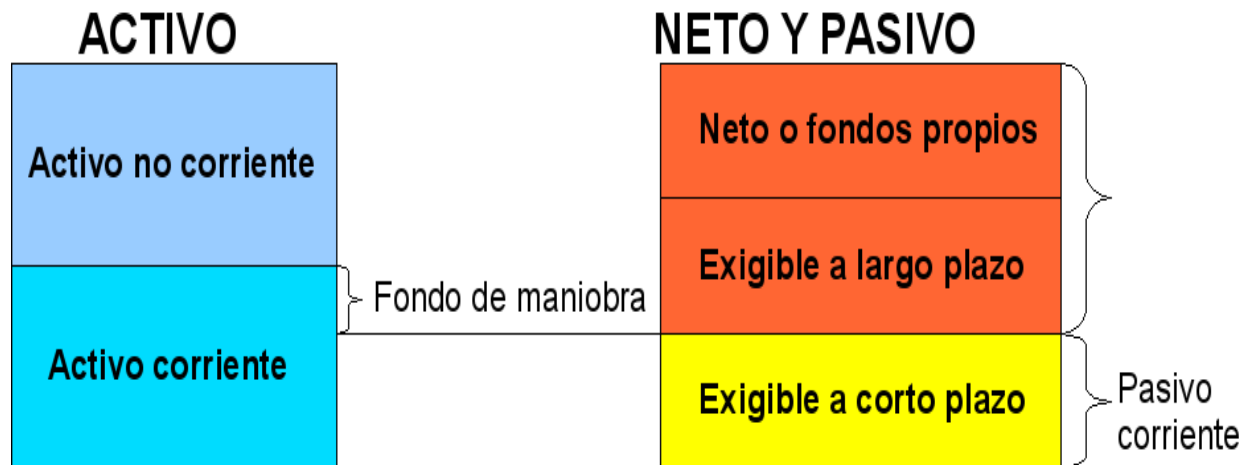 ACTIVO
NETO Y PASIVO
Activo no corriente
Activo corriente
Fondo de maniobra
Neto o fondos propios
Exigible a largo plazo
Exigible a corto plazo
Pasivo
corriente